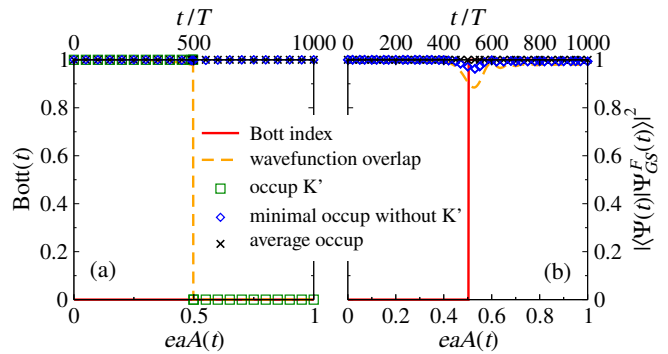 t/T t/T
0 500 1000 0 200 400 600 800 1000
1 1
0.8 0.8
0.6 0.6
0.4 0.4
0.2 0.2
0 0
Bott(t)
|⟨Ψ(t)|Ψ^F_{GS}(t)⟩|²
Bott index
wavefunction overlap
occup K'
minimal occup without K'
average occup
(a) (b)
0 0.5 1 0 0.2 0.4 0.6 0.8 1
eaA(t) eaA(t)